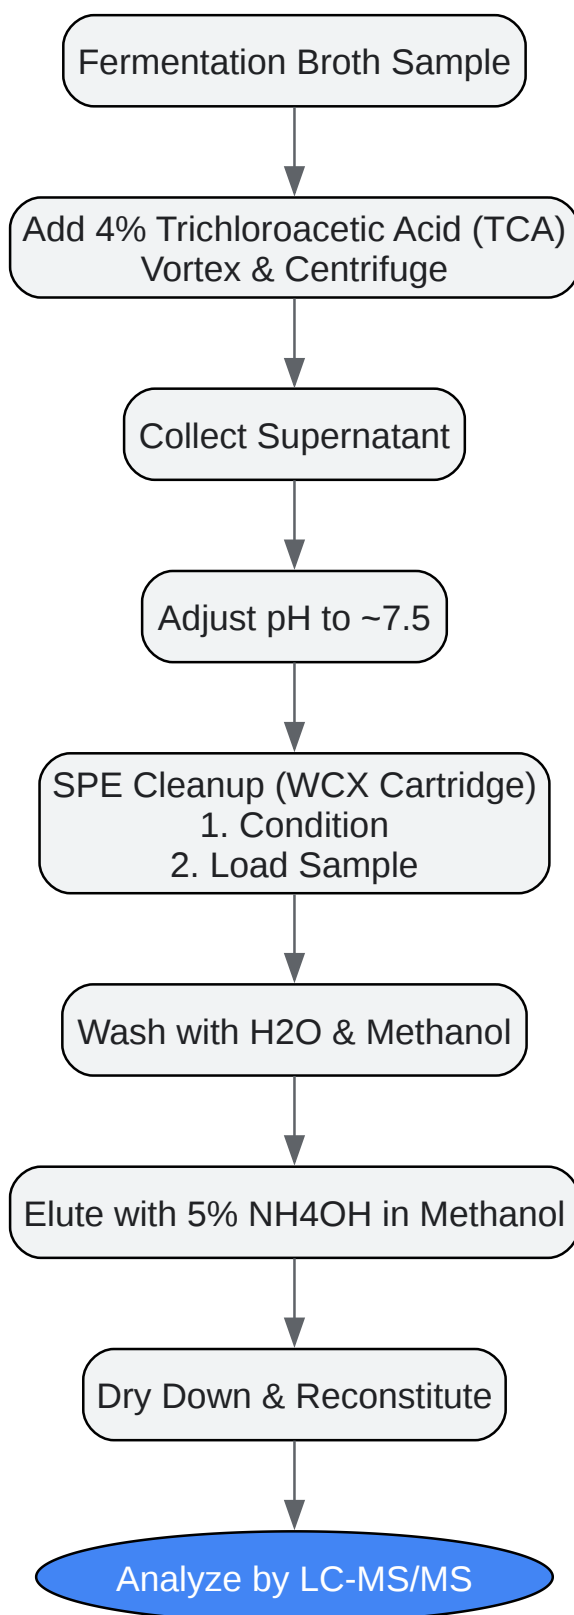 Fermentation Broth Sample
Add 4% Trichloroacetic Acid (TCA)
Vortex & Centrifuge
Collect Supernatant
Adjust pH to ~7.5
SPE Cleanup (WCX Cartridge)
1. Condition
2. Load Sample
Wash with H2O & Methanol
Elute with 5% NH4OH in Methanol
Dry Down & Reconstitute
Analyze by LC-MS/MS